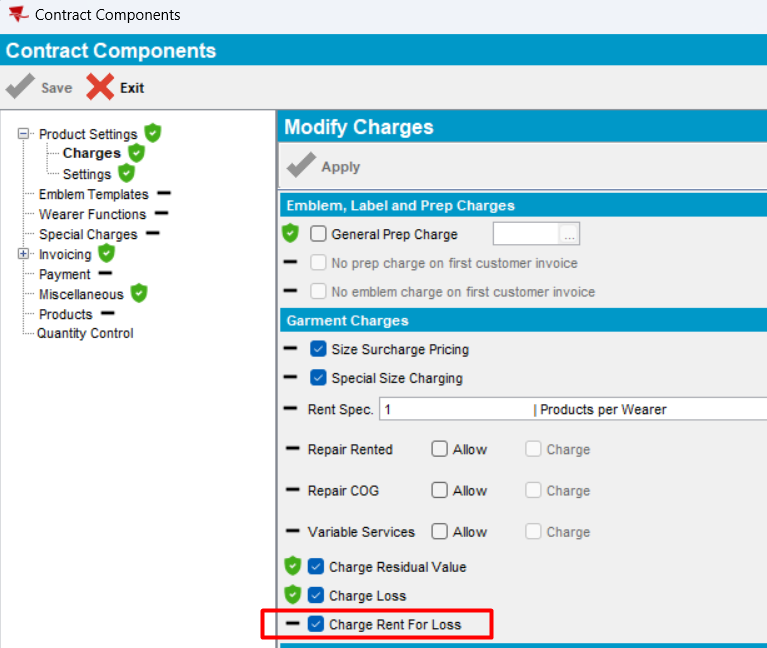 Contract Components
Contract Components
Save Exit
Product Settings
Charges
Settings
Emblem Templates
Wearer Functions
Special Charges
Invoicing
Payment
Miscellaneous
Products
Quantity Control
Modify Charges
Apply
Emblem, Label and Prep Charges
General Prep Charge ...
No prep charge on first customer invoice
No emblem charge on first customer invoice
Garment Charges
Size Surcharge Pricing
Special Size Charging
Rent Spec. 1 | Products per Wearer
Repair Rented Allow Charge
Repair COG Allow Charge
Variable Services Allow Charge
Charge Residual Value
Charge Loss
Charge Rent For Loss